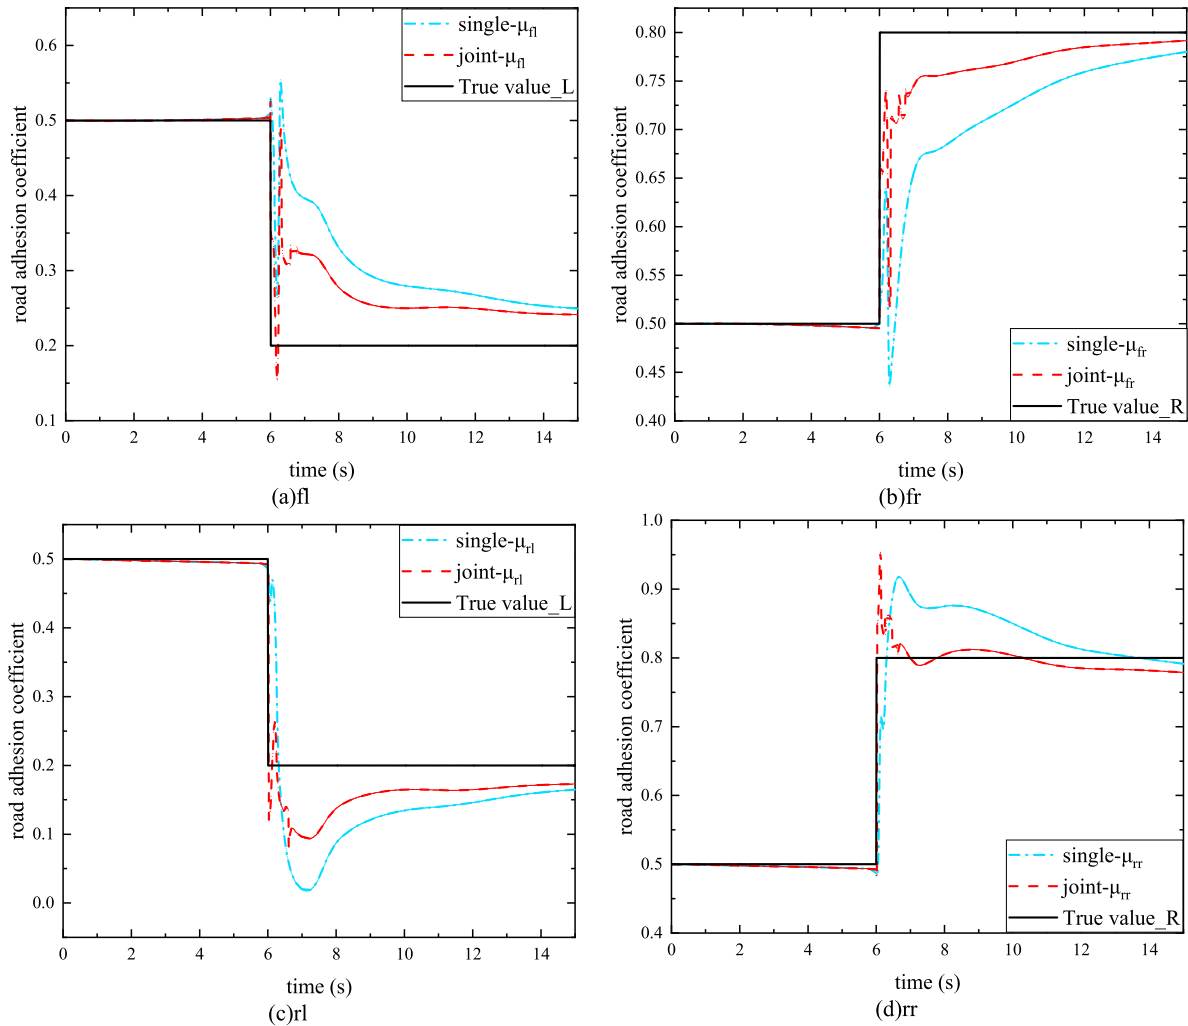 single-μfl
joint-μfl
True value_L
road adhesion coefficient
0.6
0.5
0.4
0.3
0.2
0.1
0 2 4 6 8 10 12 14
time (s)
(a)fl
road adhesion coefficient
0.80
0.75
0.70
0.65
0.60
0.55
0.50
0.45
0.40
single-μfr
joint-μfr
True value_R
0 2 4 6 8 10 12 14
time (s)
(b)fr
single-μrl
joint-μrl
True value_L
road adhesion coefficient
0.5
0.4
0.3
0.2
0.1
0.0
0 2 4 6 8 10 12 14
time (s)
(c)rl
road adhesion coefficient
1.0
0.9
0.8
0.7
0.6
0.5
0.4
single-μrr
joint-μrr
True value_R
0 2 4 6 8 10 12 14
time (s)
(d)rr